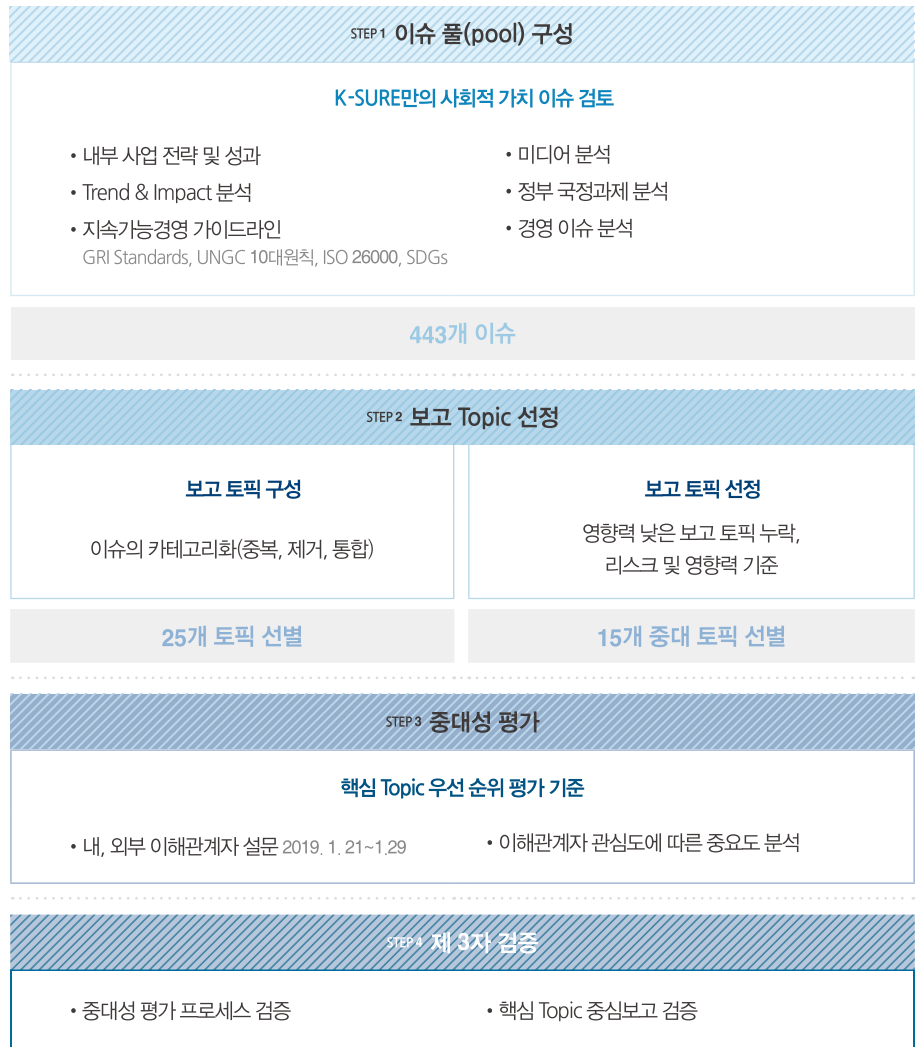 STEP 1 이슈 풀(pool) 구성
K-SURE만의 사회적 가치 이슈 검토
• 내부 사업 전략 및 성과
• Trend & Impact 분석
• 지속가능경영 가이드라인
GRI Standards, UNGC 10대원칙, ISO 26000, SDGs
• 미디어 분석
• 정부 국정과제 분석
• 경영 이슈 분석
443개 이슈
STEP 2 보고 Topic 선정
보고 토픽 구성
이슈의 카테고리화(중복, 제거, 통합)
25개 토픽 선별
보고 토픽 선정
영향력 낮은 보고 토픽 누락,
리스크 및 영향력 기준
15개 중대 토픽 선별
STEP 3 중대성 평가
핵심 Topic 우선 순위 평가 기준
• 내, 외부 이해관계자 설문 2019. 1. 21~1.29
• 이해관계자 관심도에 따른 중요도 분석
STEP 4 제 3자 검증
• 중대성 평가 프로세스 검증
• 핵심 Topic 중심보고 검증